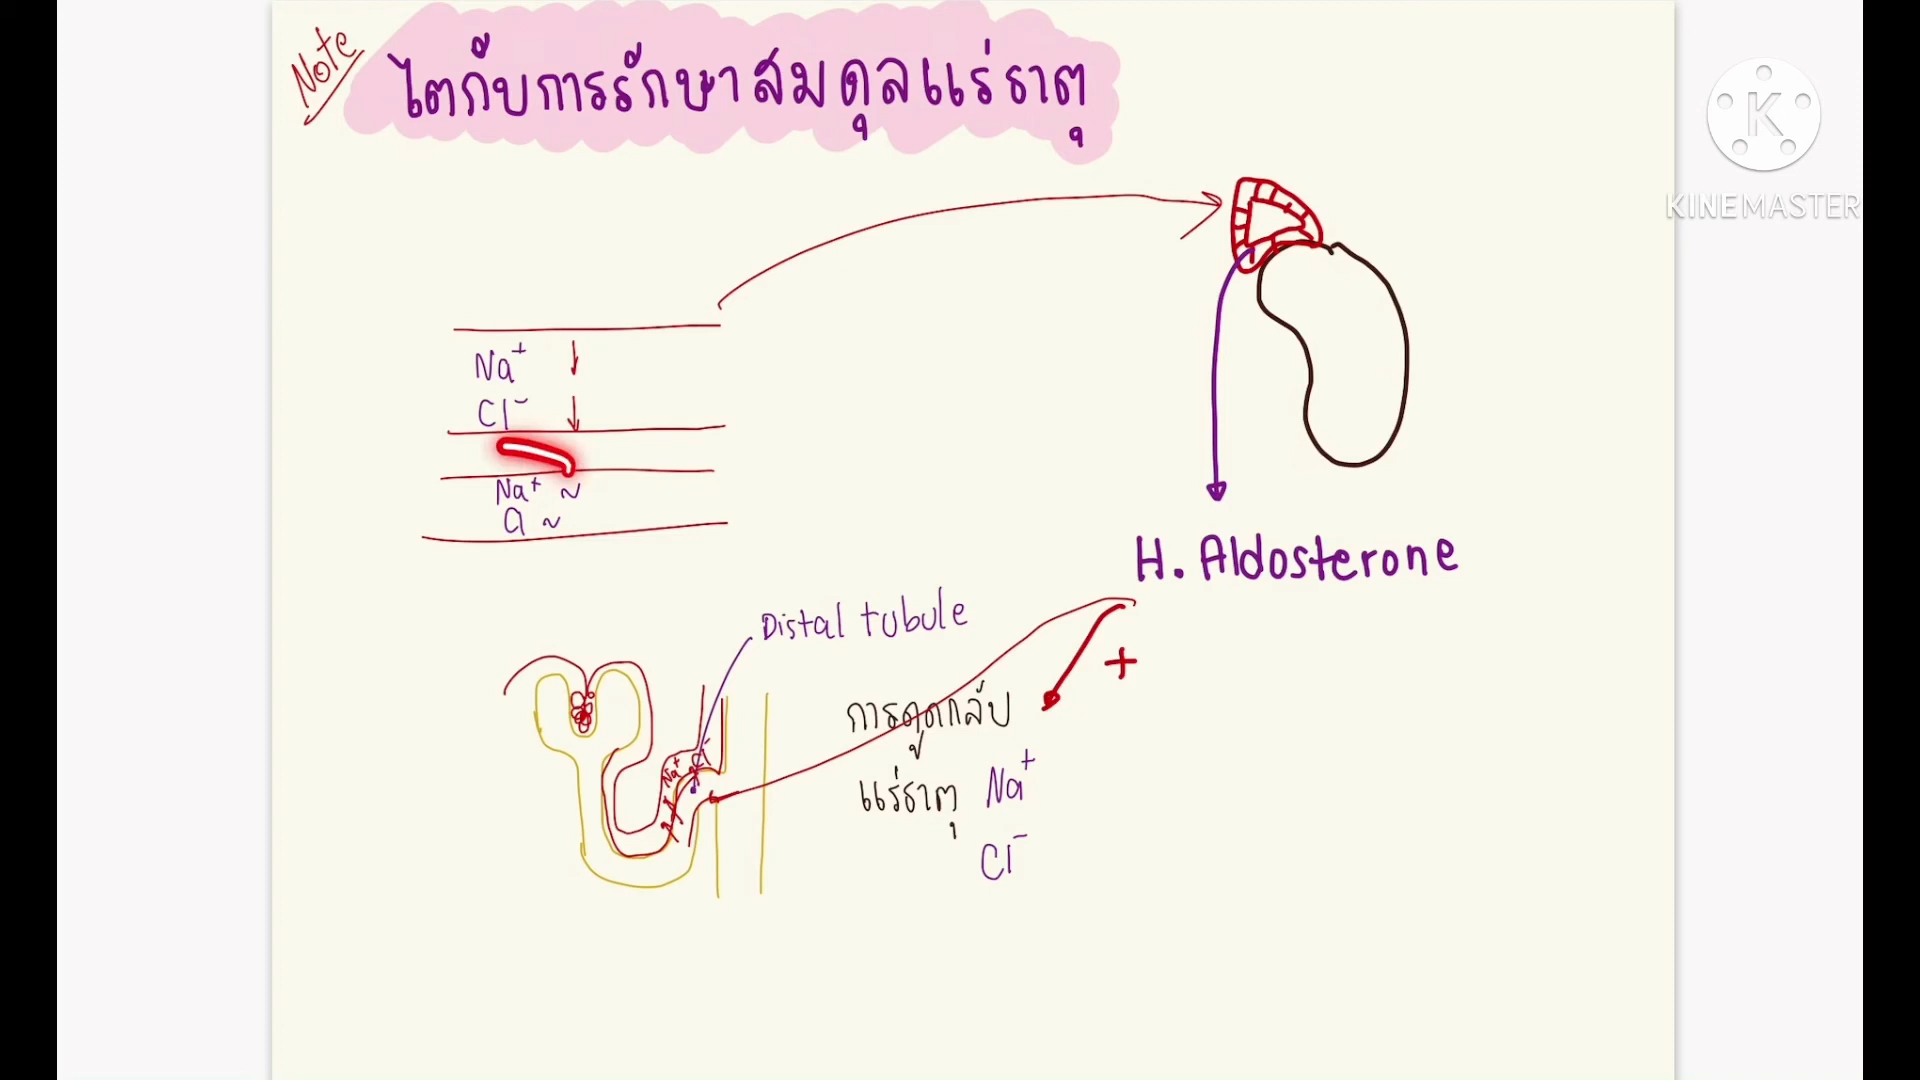 Note
ไตกับการรักษาสมดุลแร่ธาตุ
K
KINEMASTER
Na⁺ ↓
Cl⁻ ↓
Na⁺ ~
Cl ~
H. Aldosterone
Distal tubule
+
การดูดกลับ
แร่ธาตุ Na⁺
Cl⁻
Na⁺ Cl⁻